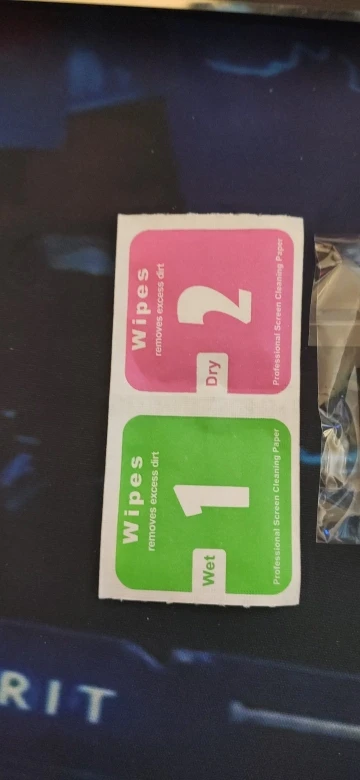 Wipes
removes excess dirt
2
Dry
Professional Screen Cleaning Paper
Wipes
removes excess dirt
1
Wet
Professional Screen Cleaning Paper
RIT